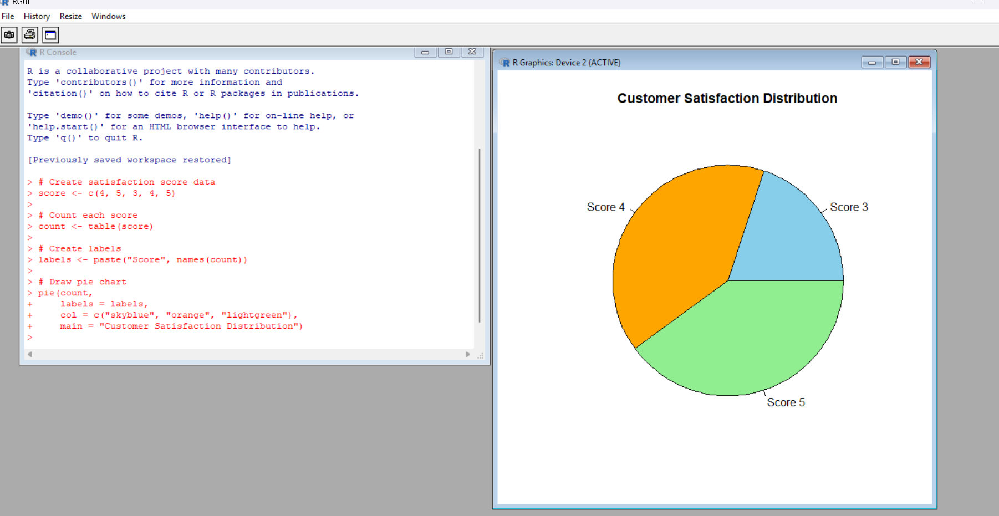 RGui
File History Resize Windows
R Console
R is a collaborative project with many contributors.
Type 'contributors()' for more information and
'citation()' on how to cite R or R packages in publications.
Type 'demo()' for some demos, 'help()' for on-line help, or
'help.start()' for an HTML browser interface to help.
Type 'q()' to quit R.
[Previously saved workspace restored]
> # Create satisfaction score data
> score <- c(4, 5, 3, 4, 5)
>
> # Count each score
> count <- table(score)
>
> # Create labels
> labels <- paste("Score", names(count))
>
> # Draw pie chart
> pie(count,
+     labels = labels,
+     col = c("skyblue", "orange", "lightgreen"),
+     main = "Customer Satisfaction Distribution")
>
R Graphics: Device 2 (ACTIVE)
Customer Satisfaction Distribution
Score 4
Score 3
Score 5